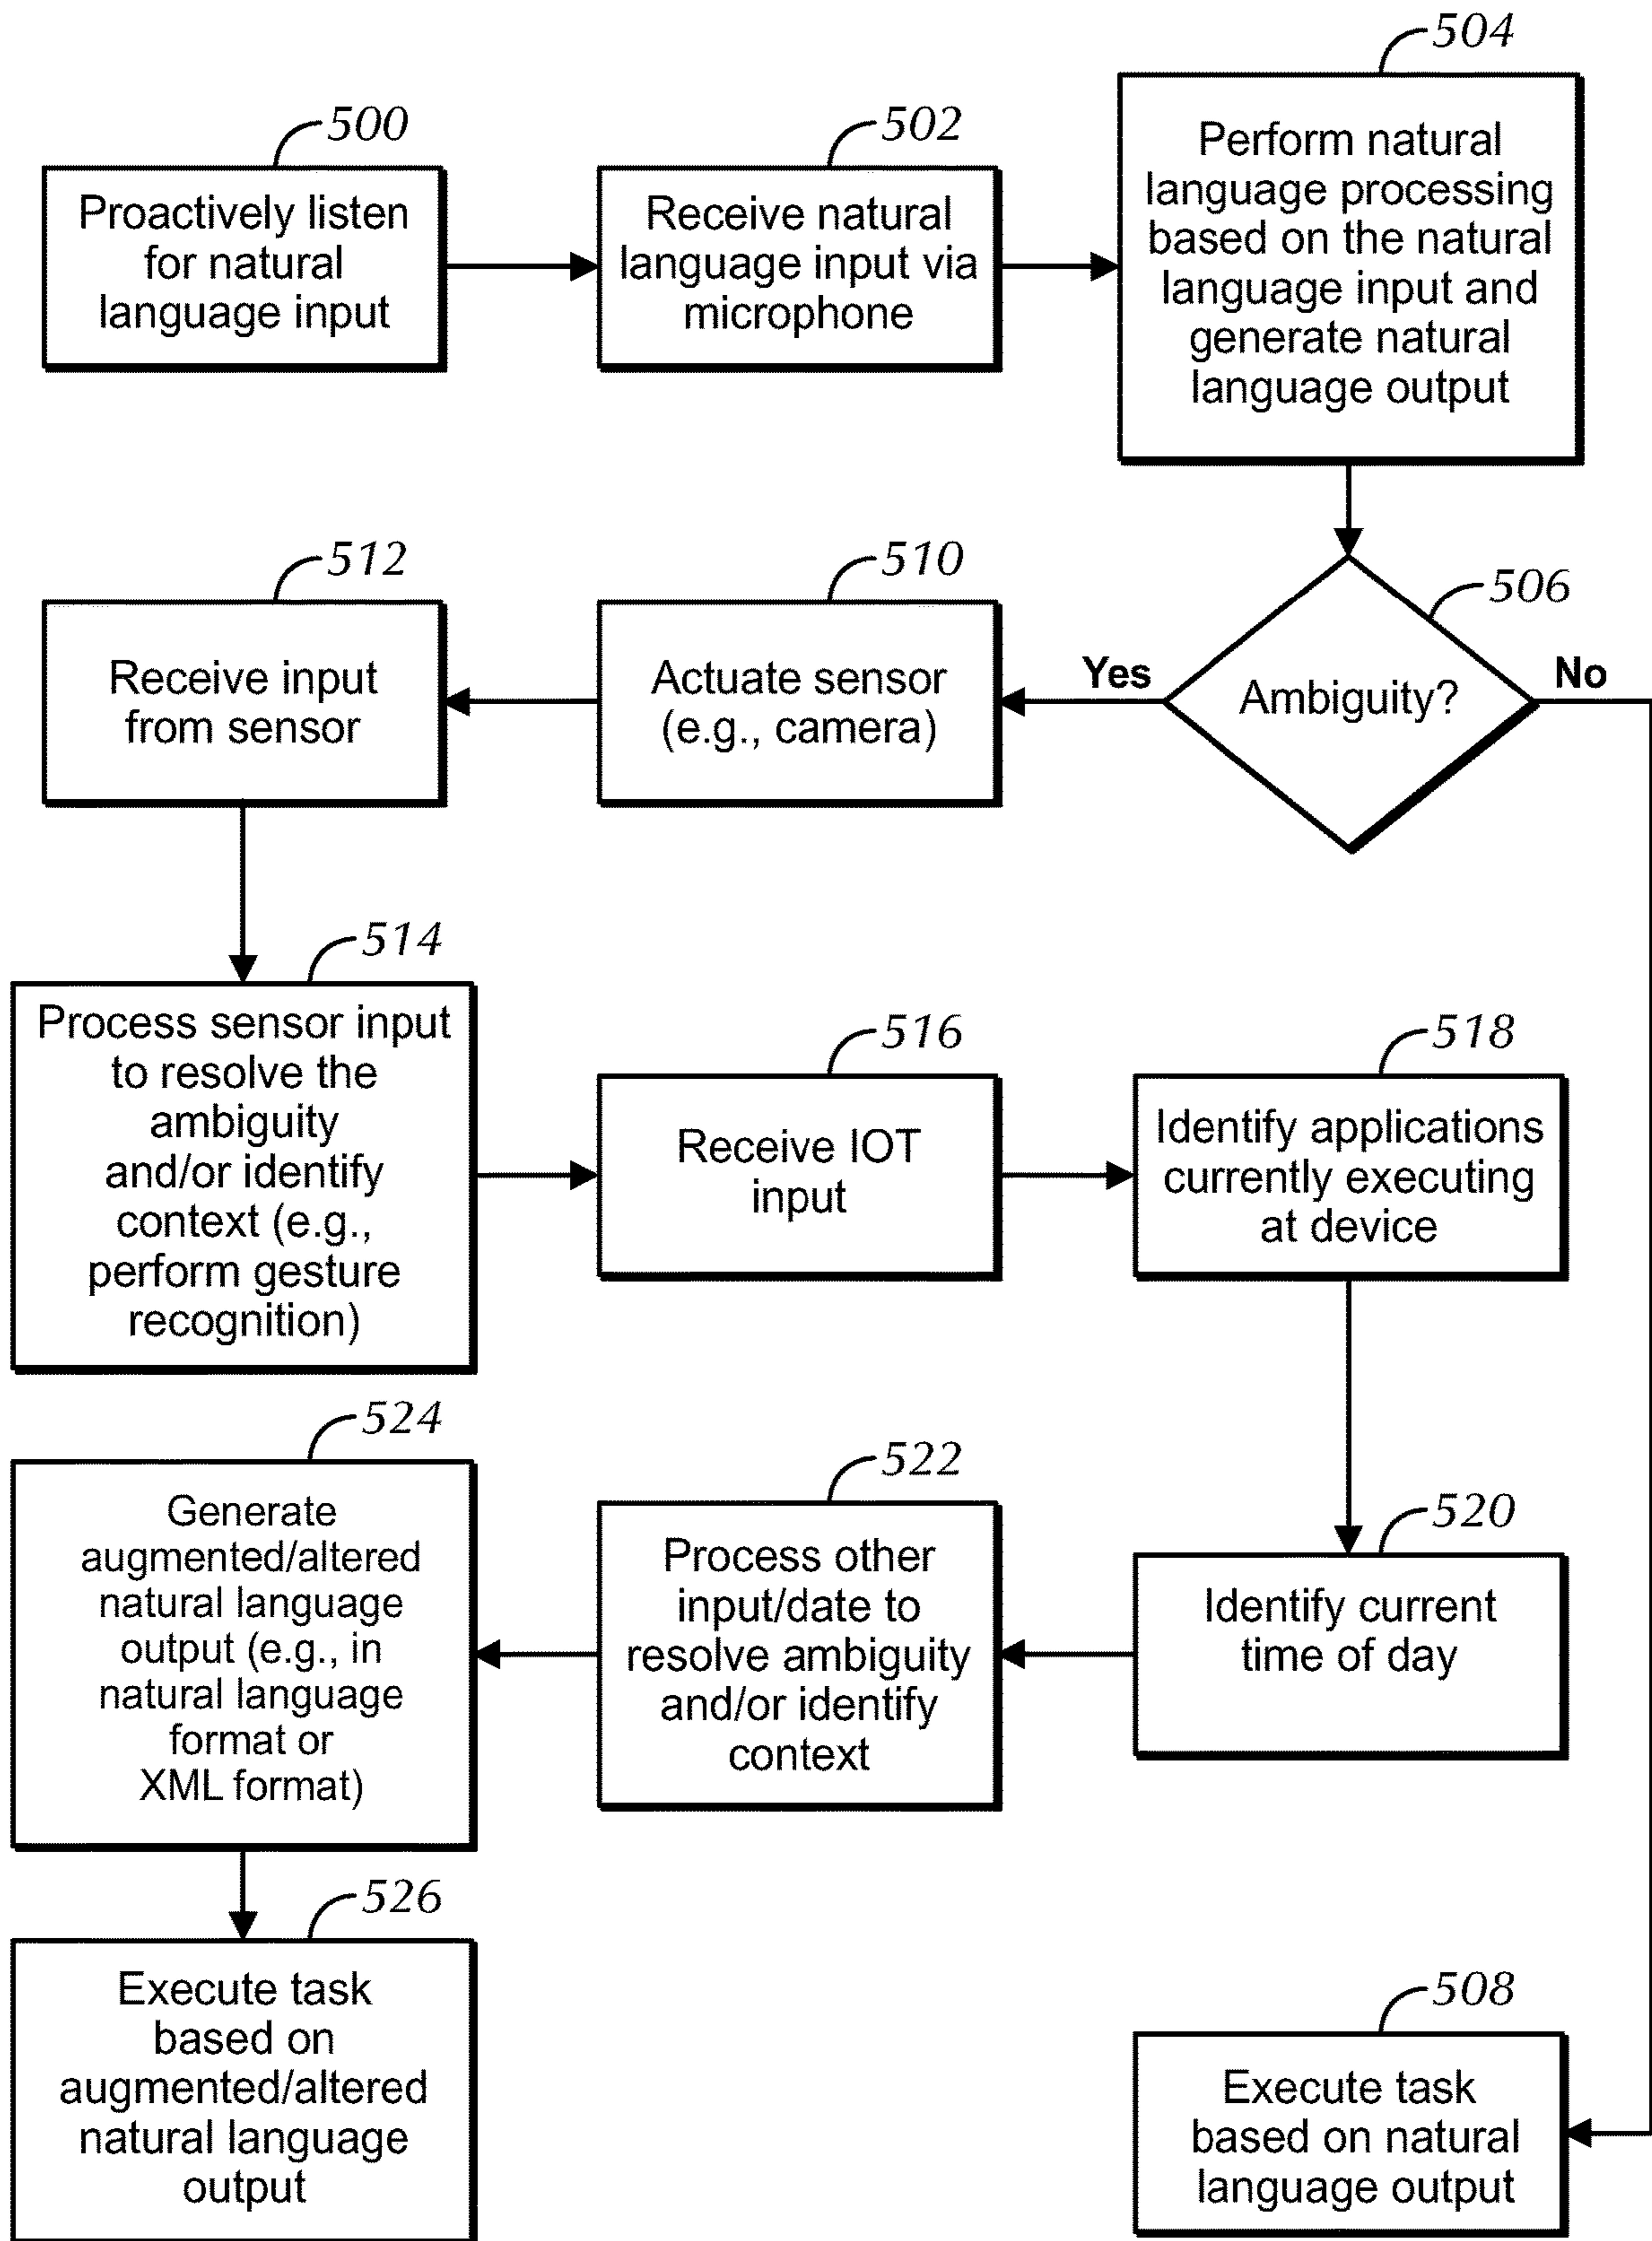 500
Proactively listen
for natural
language input
502
Receive natural
language input via
microphone
504
Perform natural
language processing
based on the natural
language input and
generate natural
language output
506
Ambiguity?
Yes
No
510
Actuate sensor
(e.g., camera)
512
Receive input
from sensor
514
Process sensor input
to resolve the
ambiguity
and/or identify
context (e.g.,
perform gesture
recognition)
516
Receive IOT
input
518
Identify applications
currently executing
at device
520
Identify current
time of day
522
Process other
input/date to
resolve ambiguity
and/or identify
context
524
Generate
augmented/altered
natural language
output (e.g., in
natural language
format or
XML format)
526
Execute task
based on
augmented/altered
natural language
output
508
Execute task
based on natural
language output